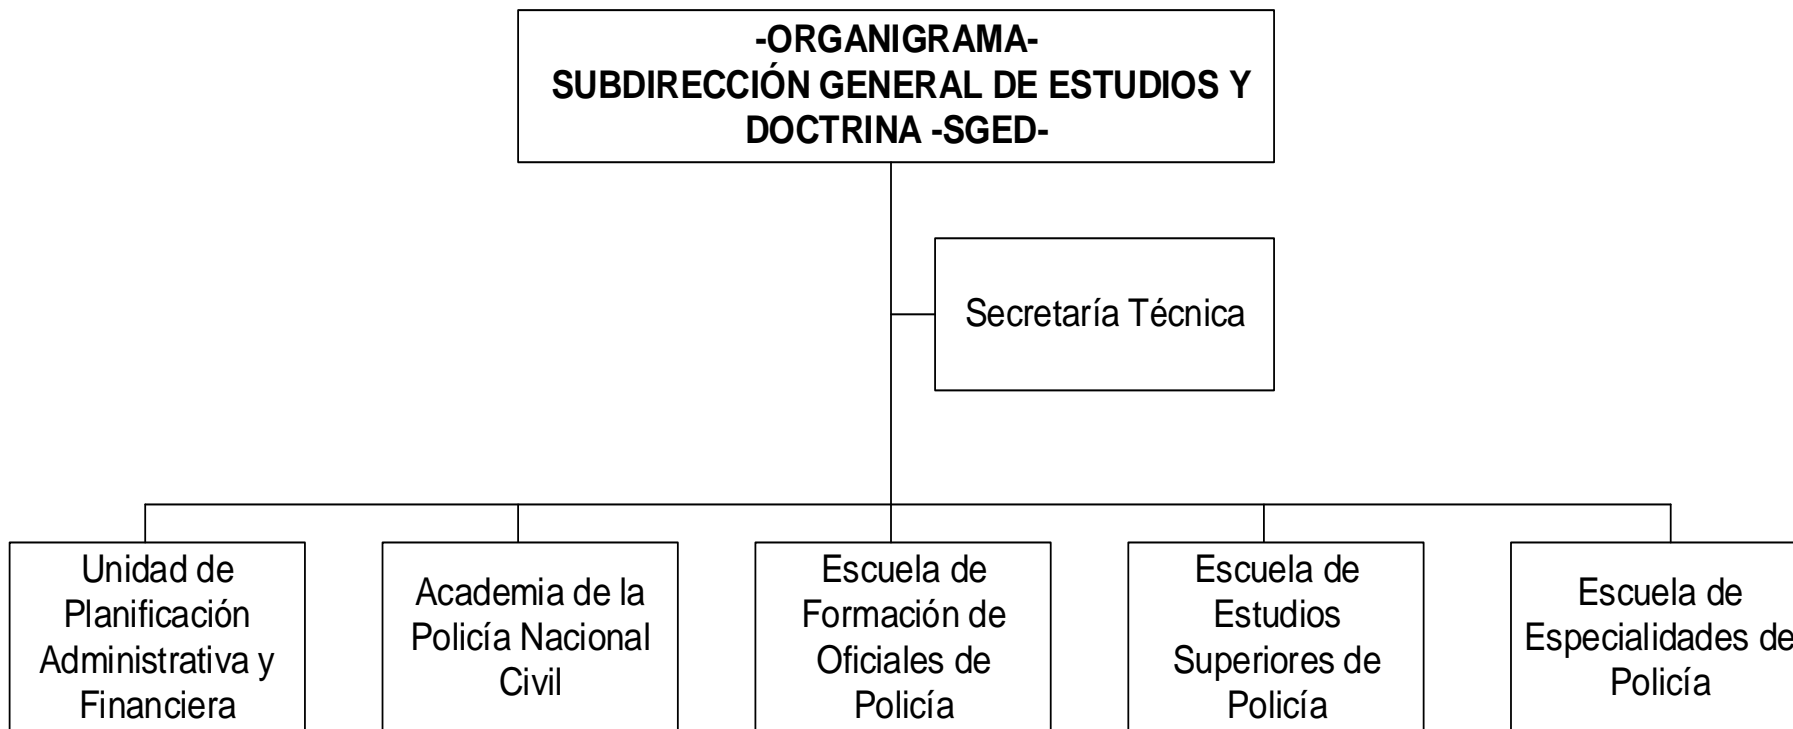 -ORGANIGRAMA-
SUBDIRECCIÓN GENERAL DE ESTUDIOS Y
DOCTRINA -SGED-
Secretaría Técnica
Unidad de
Planificación
Administrativa y
Financiera
Academia de la
Policía Nacional
Civil
Escuela de
Formación de
Oficiales de
Policía
Escuela de
Estudios
Superiores de
Policía
Escuela de
Especialidades de
Policía